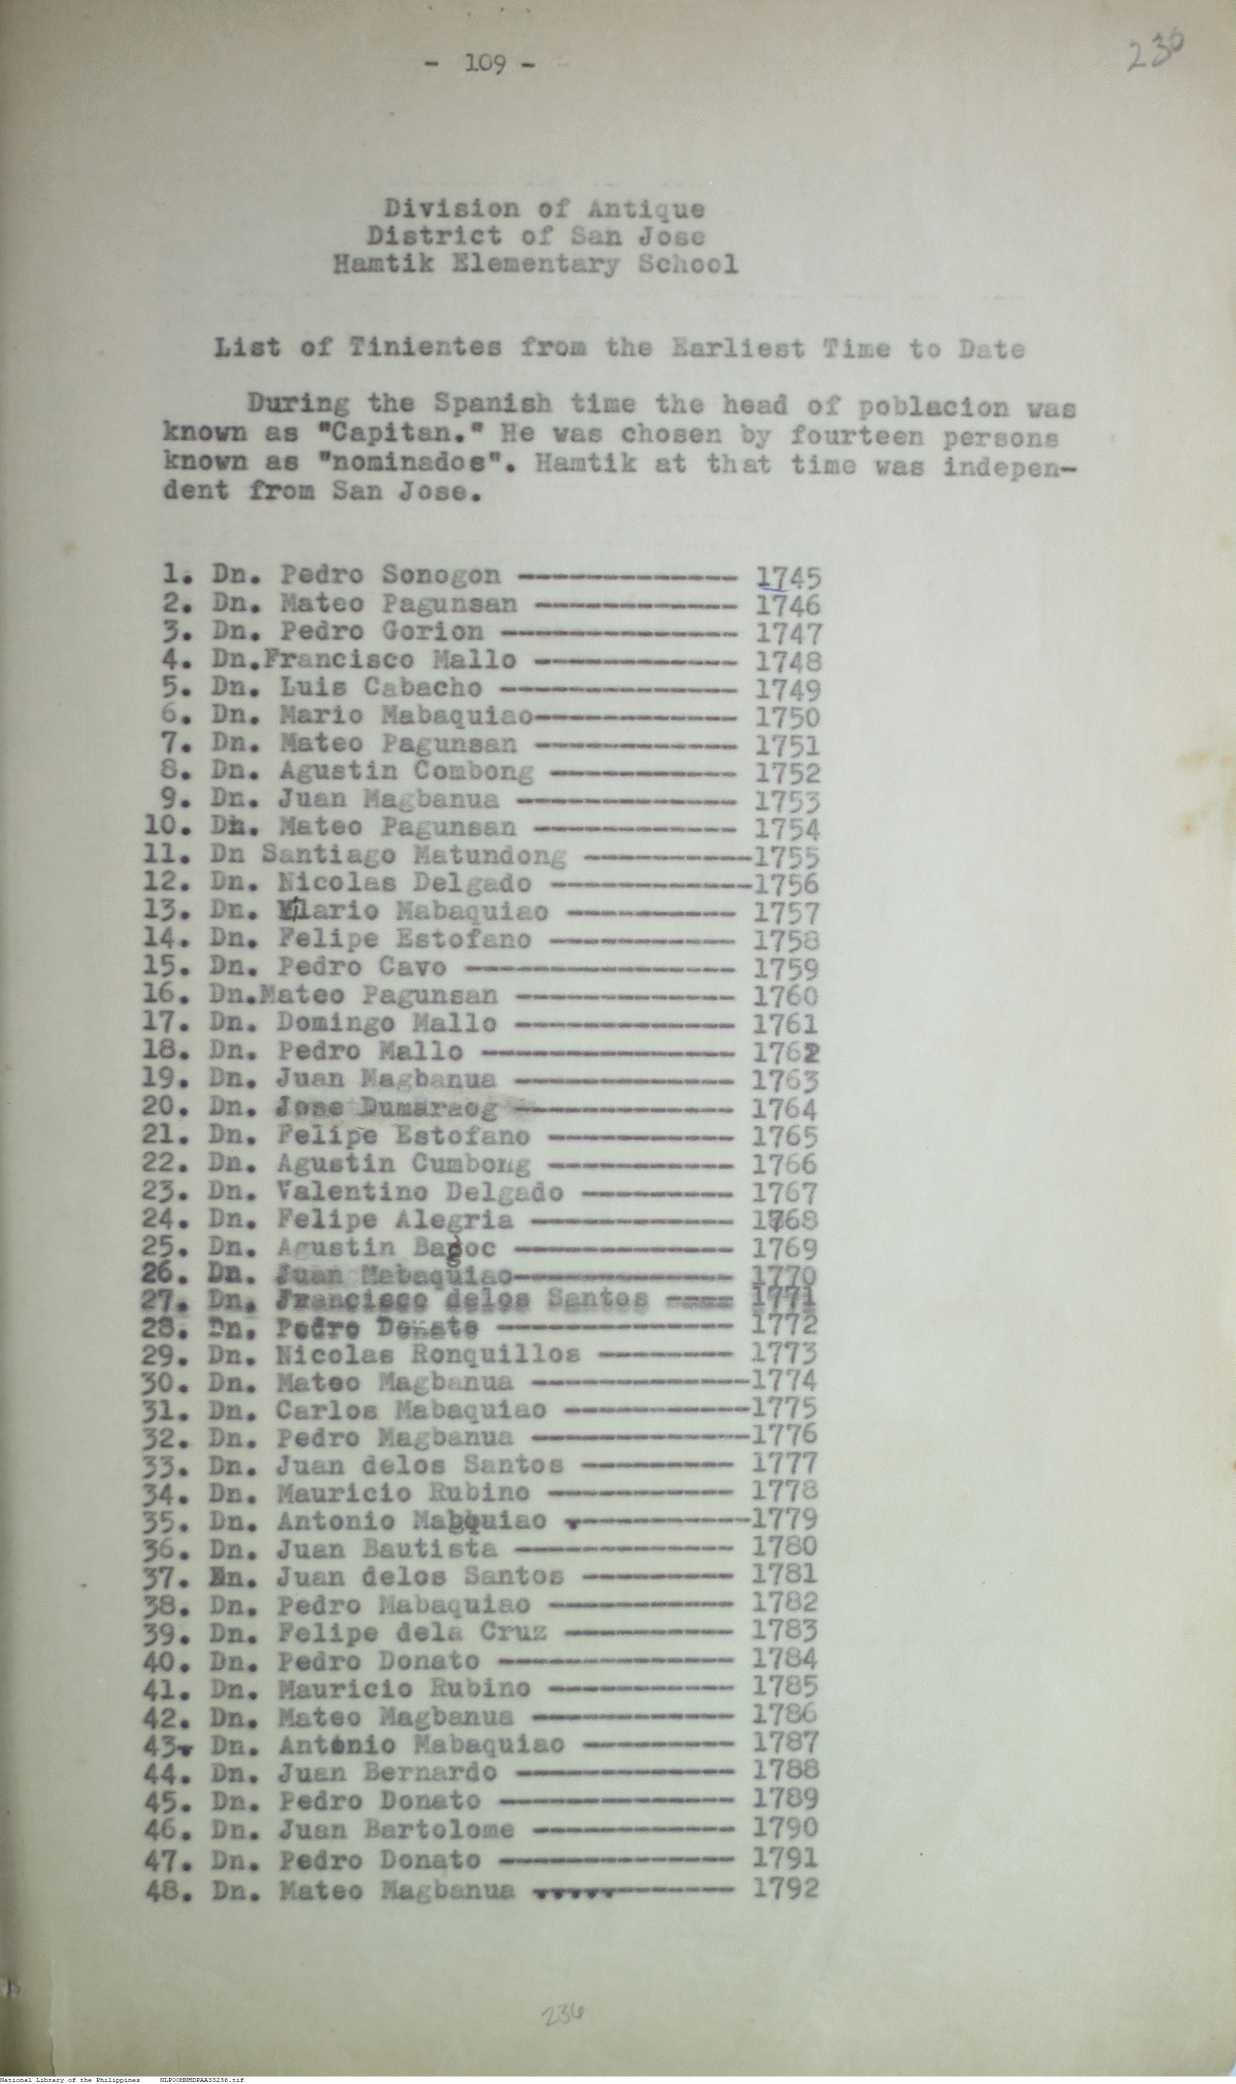 - 109 -
236
Division of Antique
District of San Jose
Hamtik Elementary School
List of Tinientes from the Earliest Time to Date
During the Spanish time the head of poblacion was
known as "Capitan." He was chosen by fourteen persons
known as "nominados". Hamtik at that time was indepen-
dent from San Jose.
1. Dn. Pedro Sonogon ------------- 1745
2. Dn. Mateo Pagunsan ------------ 1746
3. Dn. Pedro Gorion -------------- 1747
4. Dn.Francisco Mallo ------------ 1748
5. Dn. Luis Cabacho -------------- 1749
6. Dn. Mario Mabaquiao------------ 1750
7. Dn. Mateo Pagunsan ------------ 1751
8. Dn. Agustin Combong ----------- 1752
9. Dn. Juan Magbanua ------------- 1753
10. Dn. Mateo Pagunsan ------------ 1754
11. Dn Santiago Matundong ----------1755
12. Dn. Nicolas Delgado ------------1756
13. Dn. Hilario Mabaquiao ---------- 1757
14. Dn. Felipe Estofano ----------- 1758
15. Dn. Pedro Cavo ---------------- 1759
16. Dn.Mateo Pagunsan ------------- 1760
17. Dn. Domingo Mallo ------------- 1761
18. Dn. Pedro Mallo --------------- 1762
19. Dn. Juan Magbanua ------------- 1763
20. Dn. Jose Dumaraog ------------- 1764
21. Dn. Felipe Estofano ----------- 1765
22. Dn. Agustin Cumbong ----------- 1766
23. Dn. Valentino Delgado --------- 1767
24. Dn. Felipe Alegria ------------ 1768
25. Dn. Agustin Bagoc ------------- 1769
26. Dn. Juan Mabaquiao------------- 1770
27. Dn. Francisco delos Santos ---- 1771
28. Dn. Pedro Donato -------------- 1772
29. Dn. Nicolas Ronquillos -------- 1773
30. Dn. Mateo Magbanua -------------1774
31. Dn. Carlos Mabaquiao -----------1775
32. Dn. Pedro Magbanua -------------1776
33. Dn. Juan delos Santos --------- 1777
34. Dn. Mauricio Rubino ----------- 1778
35. Dn. Antonio Mabquiao -----------1779
36. Dn. Juan Bautista ------------- 1780
37. Dn. Juan delos Santos --------- 1781
38. Dn. Pedro Mabaquiao ----------- 1782
39. Dn. Felipe dela Cruz ---------- 1783
40. Dn. Pedro Donato -------------- 1784
41. Dn. Mauricio Rubino ----------- 1785
42. Dn. Mateo Magbanua ------------ 1786
43. Dn. Antonio Mabaquiao --------- 1787
44. Dn. Juan Bernardo ------------- 1788
45. Dn. Pedro Donato -------------- 1789
46. Dn. Juan Bartolome ------------ 1790
47. Dn. Pedro Donato -------------- 1791
48. Dn. Mateo Magbanua ------------ 1792
236
National Library of the Philippines